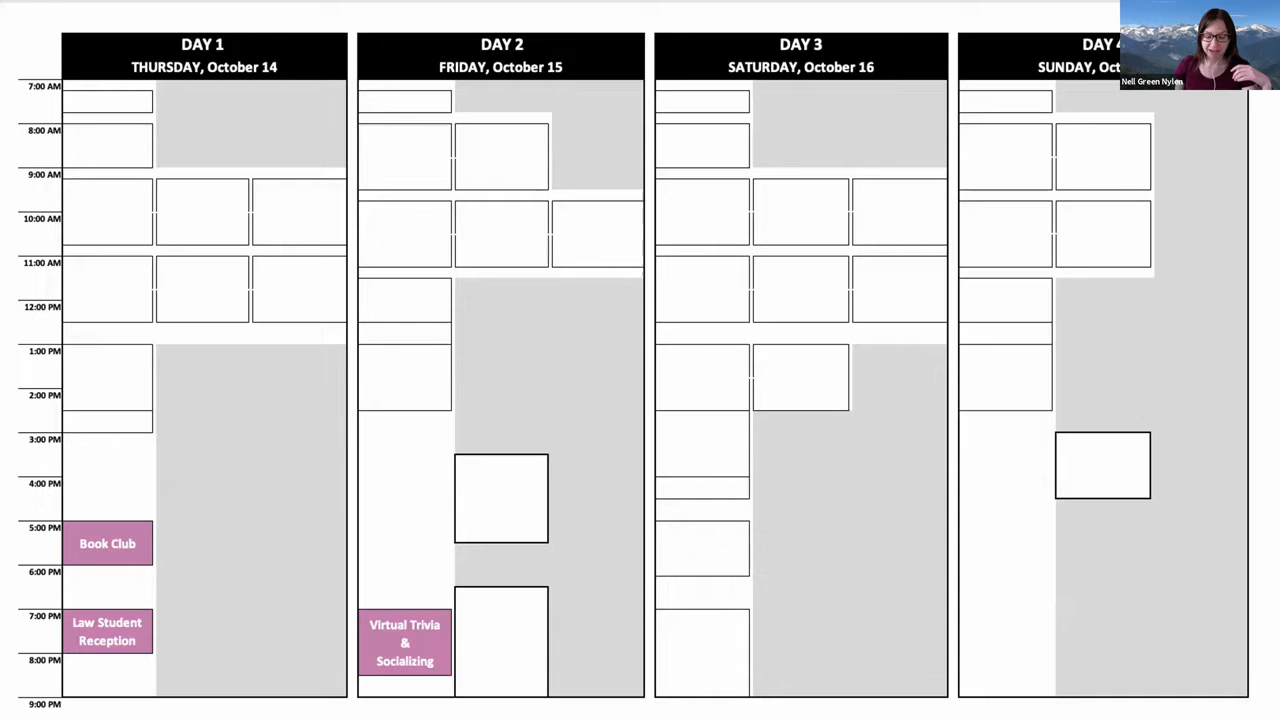 DAY 1
THURSDAY, October 14
DAY 2
FRIDAY, October 15
DAY 3
SATURDAY, October 16
DAY
SUNDAY,
Nell Green Nylen
7:00 AM
8:00 AM
9:00 AM
10:00 AM
11:00 AM
12:00 PM
1:00 PM
2:00 PM
3:00 PM
4:00 PM
5:00 PM
6:00 PM
7:00 PM
8:00 PM
9:00 PM
Book Club
Law Student
Reception
Virtual Trivia
&
Socializing